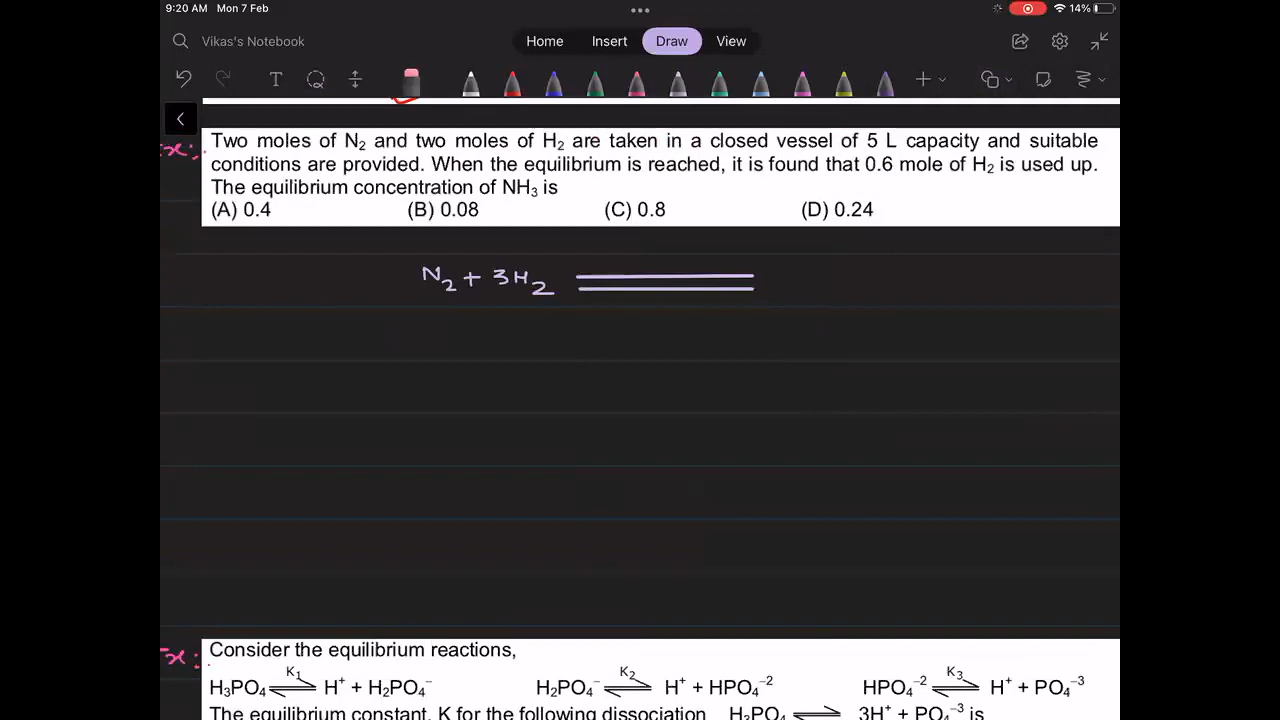 9:20 AM Mon 7 Feb
14%
Vikas's Notebook
Home Insert Draw View
T
Two moles of N₂ and two moles of H₂ are taken in a closed vessel of 5 L capacity and suitable
conditions are provided. When the equilibrium is reached, it is found that 0.6 mole of H₂ is used up.
The equilibrium concentration of NH₃ is
(A) 0.4 (B) 0.08 (C) 0.8 (D) 0.24
N₂ + 3H₂
Consider the equilibrium reactions,
H₃PO₄ ⇌ K₁ H⁺ + H₂PO₄⁻ H₂PO₄⁻ ⇌ K₂ H⁺ + HPO₄⁻² HPO₄⁻² ⇌ K₃ H⁺ + PO₄⁻³
The equilibrium constant, K for the following dissociation H₃PO₄ ⇌ 3H⁺ + PO₄⁻³ is